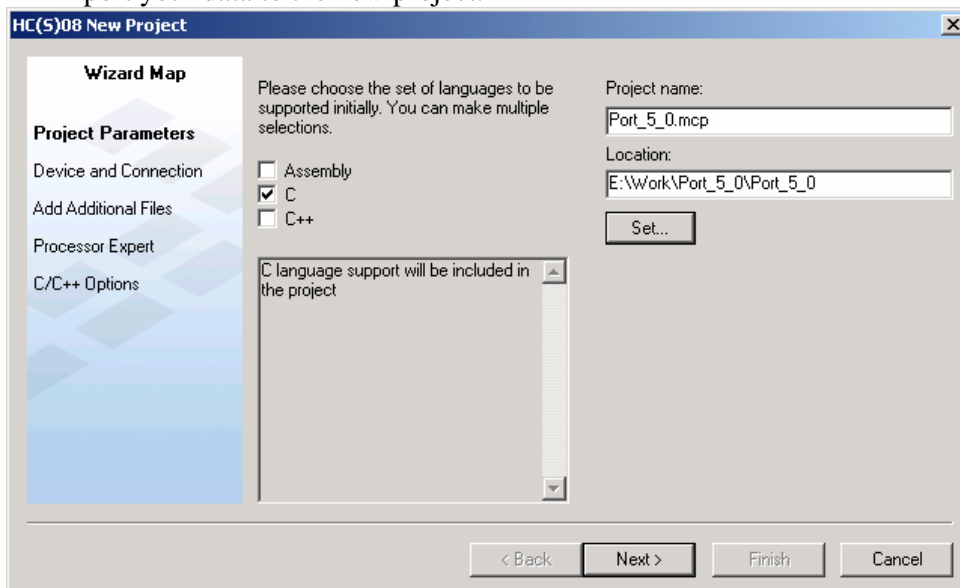 HC(S)08 New Project
Wizard Map
Project Parameters
Device and Connection
Add Additional Files
Processor Expert
C/C++ Options
Please choose the set of languages to be
supported initially. You can make multiple
selections.
Assembly
C
C++
C language support will be included in
the project
Project name:
Port_5_0.mcp
Location:
E:\Work\Port_5_0\Port_5_0
Set...
< Back
Next >
Finish
Cancel